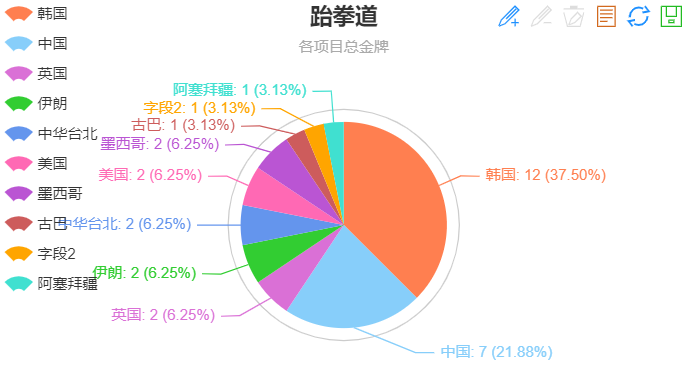 跆拳道
各项目总金牌
韩国
中国
英国
伊朗
中华台北
美国
墨西哥
古巴
字段2
阿塞拜疆
阿塞拜疆: 1 (3.13%)
字段2: 1 (3.13%)
古巴: 1 (3.13%)
墨西哥: 2 (6.25%)
美国: 2 (6.25%)
中华台北: 2 (6.25%)
伊朗: 2 (6.25%)
英国: 2 (6.25%)
韩国: 12 (37.50%)
中国: 7 (21.88%)